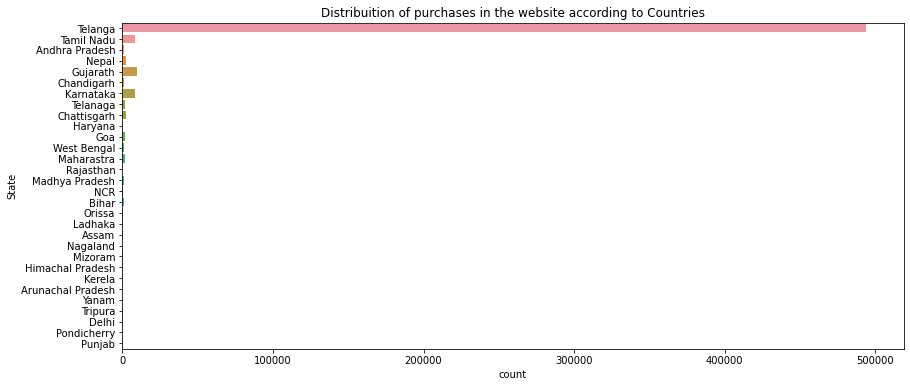 Distribuition of purchases in the website according to Countries
State
Telanga
Tamil Nadu
Andhra Pradesh
Nepal
Gujarath
Chandigarh
Karnataka
Telanaga
Chattisgarh
Haryana
Goa
West Bengal
Maharastra
Rajasthan
Madhya Pradesh
NCR
Bihar
Orissa
Ladhaka
Assam
Nagaland
Mizoram
Himachal Pradesh
Kerela
Arunachal Pradesh
Yanam
Tripura
Delhi
Pondicherry
Punjab
0 100000 200000 300000 400000 500000
count